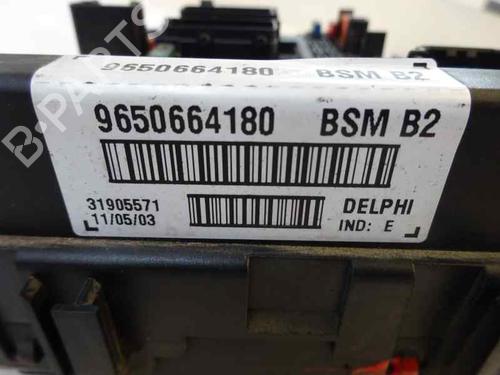 9650664180 BSM B2
9650664180 BSM B2
31905571 DELPHI
11/05/03 IND: E
B-PARTS